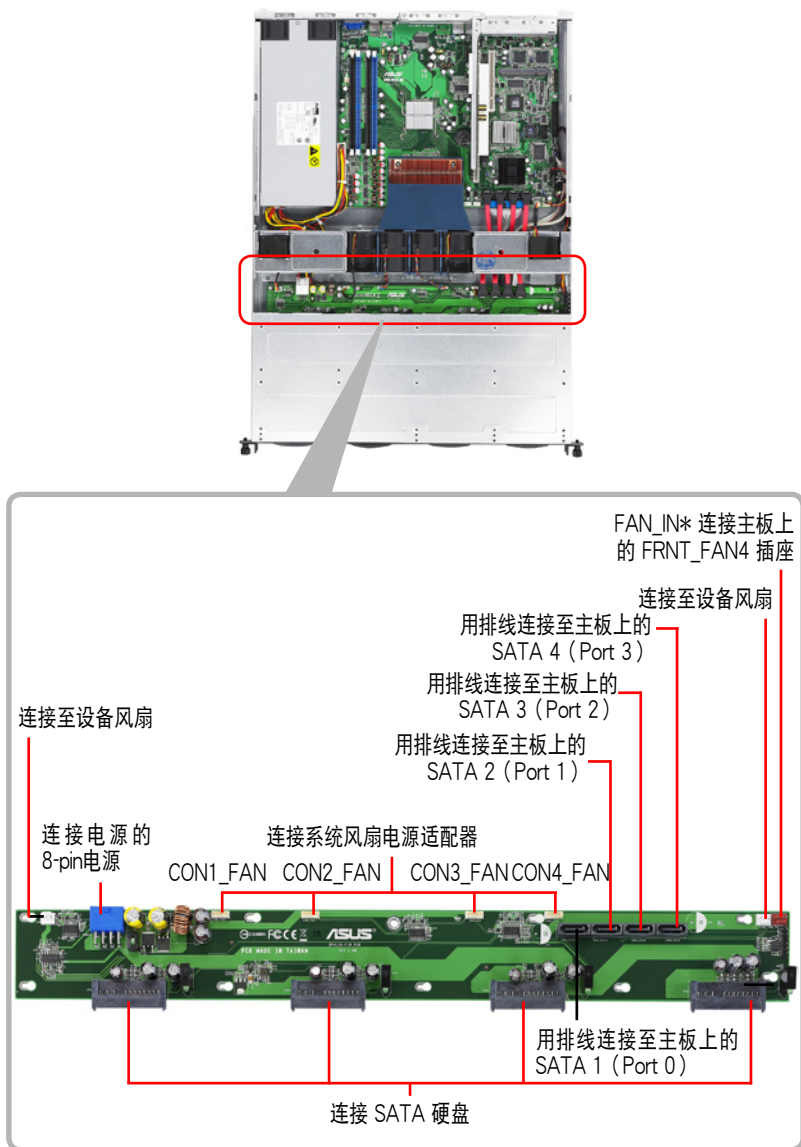 ASUS
ASUS
FAN_IN* 连接主板上
的 FRNT_FAN4 插座
连接至设备风扇
用排线连接至主板上的
SATA 4（Port 3）
用排线连接至主板上的
SATA 3（Port 2）
连接至设备风扇
用排线连接至主板上的
SATA 2（Port 1）
连接电源的
8-pin电源
连接系统风扇电源适配器
CON1_FAN CON2_FAN CON3_FAN CON4_FAN
FCC CE ASUS
PCB MADE IN TAIWAN
用排线连接至主板上的
SATA 1（Port 0）
连接 SATA 硬盘